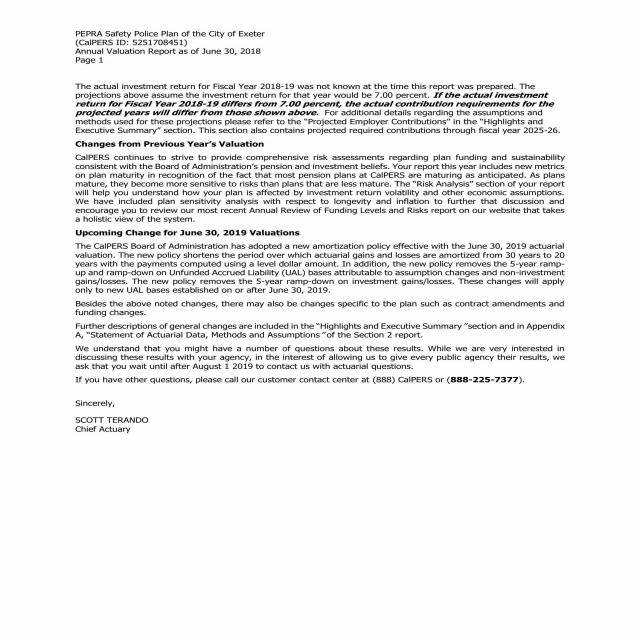 PEPRA Safety Police Plan of the City of Exeter
(CalPERS ID: 5251708451)
Annual Valuation Report as of June 30, 2018
Page 1
The actual investment return for Fiscal Year 2018-19 was not known at the time this report was prepared. The
projections above assume the investment return for that year would be 7.00 percent. If the actual investment
return for Fiscal Year 2018-19 differs from 7.00 percent, the actual contribution requirements for the
projected years will differ from those shown above. For additional details regarding the assumptions and
methods used for these projections please refer to the “Projected Employer Contributions” in the “Highlights and
Executive Summary” section. This section also contains projected required contributions through fiscal year 2025-26.
Changes from Previous Year’s Valuation
CalPERS continues to strive to provide comprehensive risk assessments regarding plan funding and sustainability
consistent with the Board of Administration’s pension and investment beliefs. Your report this year includes new metrics
on plan maturity in recognition of the fact that most pension plans at CalPERS are maturing as anticipated. As plans
mature, they become more sensitive to risks than plans that are less mature. The “Risk Analysis” section of your report
will help you understand how your plan is affected by investment return volatility and other economic assumptions.
We have included plan sensitivity analysis with respect to longevity and inflation to further that discussion and
encourage you to review our most recent Annual Review of Funding Levels and Risks report on our website that takes
a holistic view of the system.
Upcoming Change for June 30, 2019 Valuations
The CalPERS Board of Administration has adopted a new amortization policy effective with the June 30, 2019 actuarial
valuation. The new policy shortens the period over which actuarial gains and losses are amortized from 30 years to 20
years with the payments computed using a level dollar amount. In addition, the new policy removes the 5-year ramp-
up and ramp-down on Unfunded Accrued Liability (UAL) bases attributable to assumption changes and non-investment
gains/losses. The new policy removes the 5-year ramp-down on investment gains/losses. These changes will apply
only to new UAL bases established on or after June 30, 2019.
Besides the above noted changes, there may also be changes specific to the plan such as contract amendments and
funding changes.
Further descriptions of general changes are included in the “Highlights and Executive Summary ”section and in Appendix
A, “Statement of Actuarial Data, Methods and Assumptions ”of the Section 2 report.
We understand that you might have a number of questions about these results. While we are very interested in
discussing these results with your agency, in the interest of allowing us to give every public agency their results, we
ask that you wait until after August 1 2019 to contact us with actuarial questions.
If you have other questions, please call our customer contact center at (888) CalPERS or (888-225-7377).
Sincerely,
SCOTT TERANDO
Chief Actuary